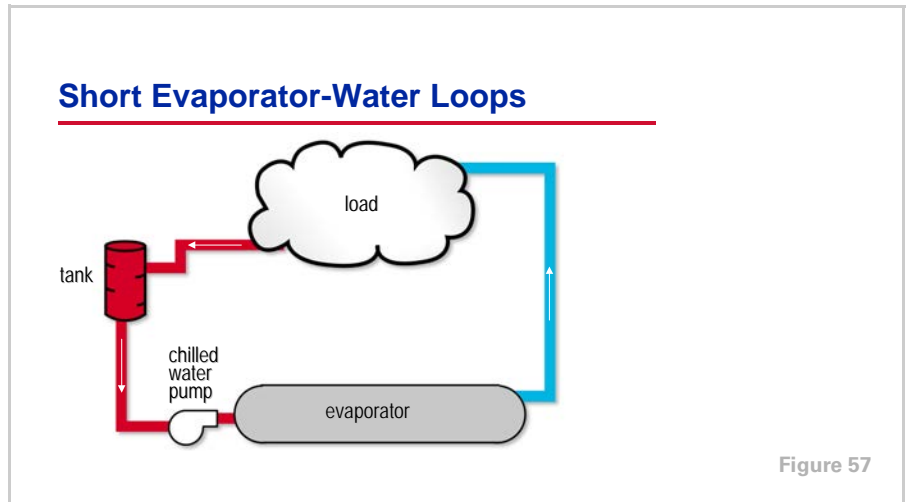 Short Evaporator-Water Loops
load
tank
chilled
water
pump
evaporator
Figure 57